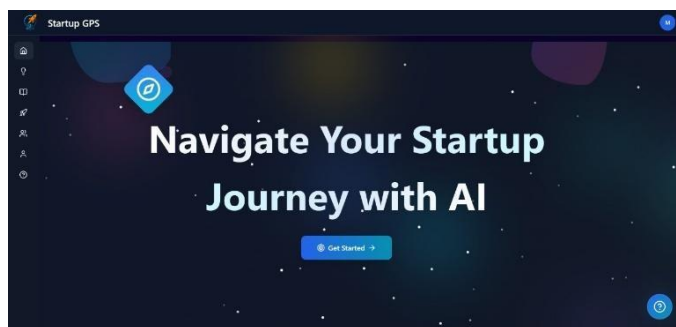 Startup GPS
M
Navigate Your Startup
Journey with AI
Get Started →